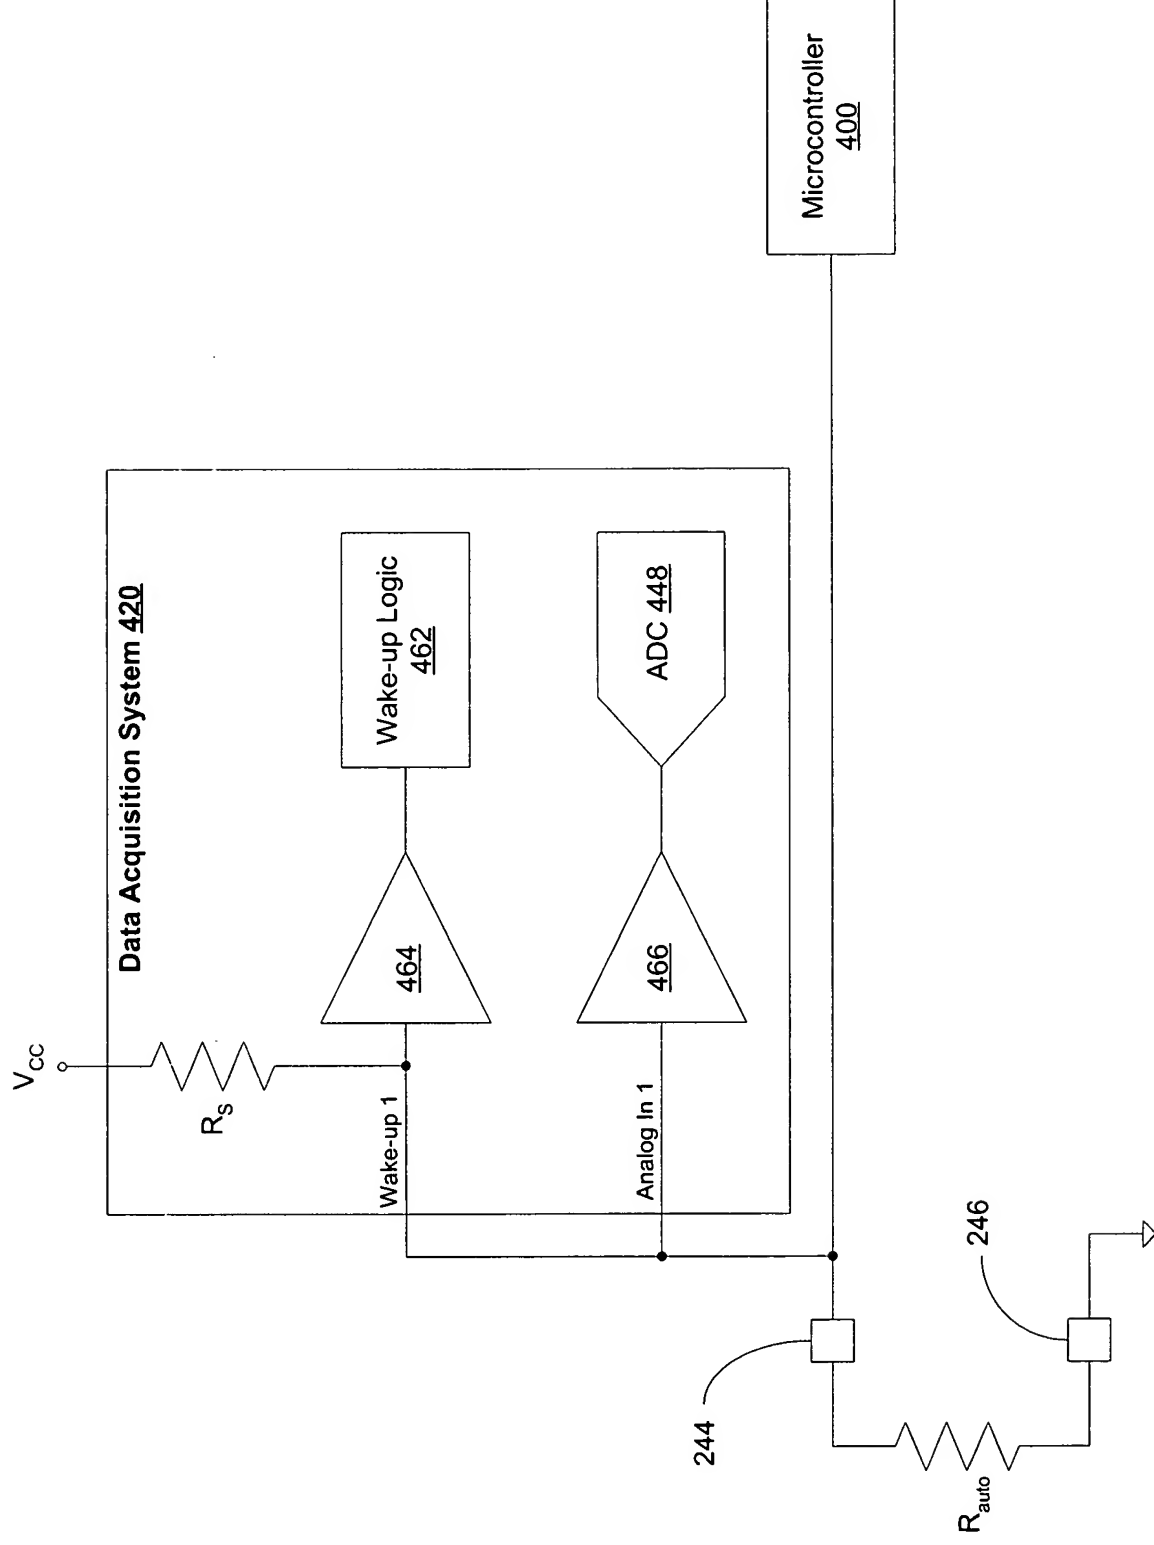 V_CC
Data Acquisition System 420
R_S
Wake-up 1
464
Wake-up Logic
462
Analog In 1
466
ADC 448
Microcontroller
400
244
246
R_auto